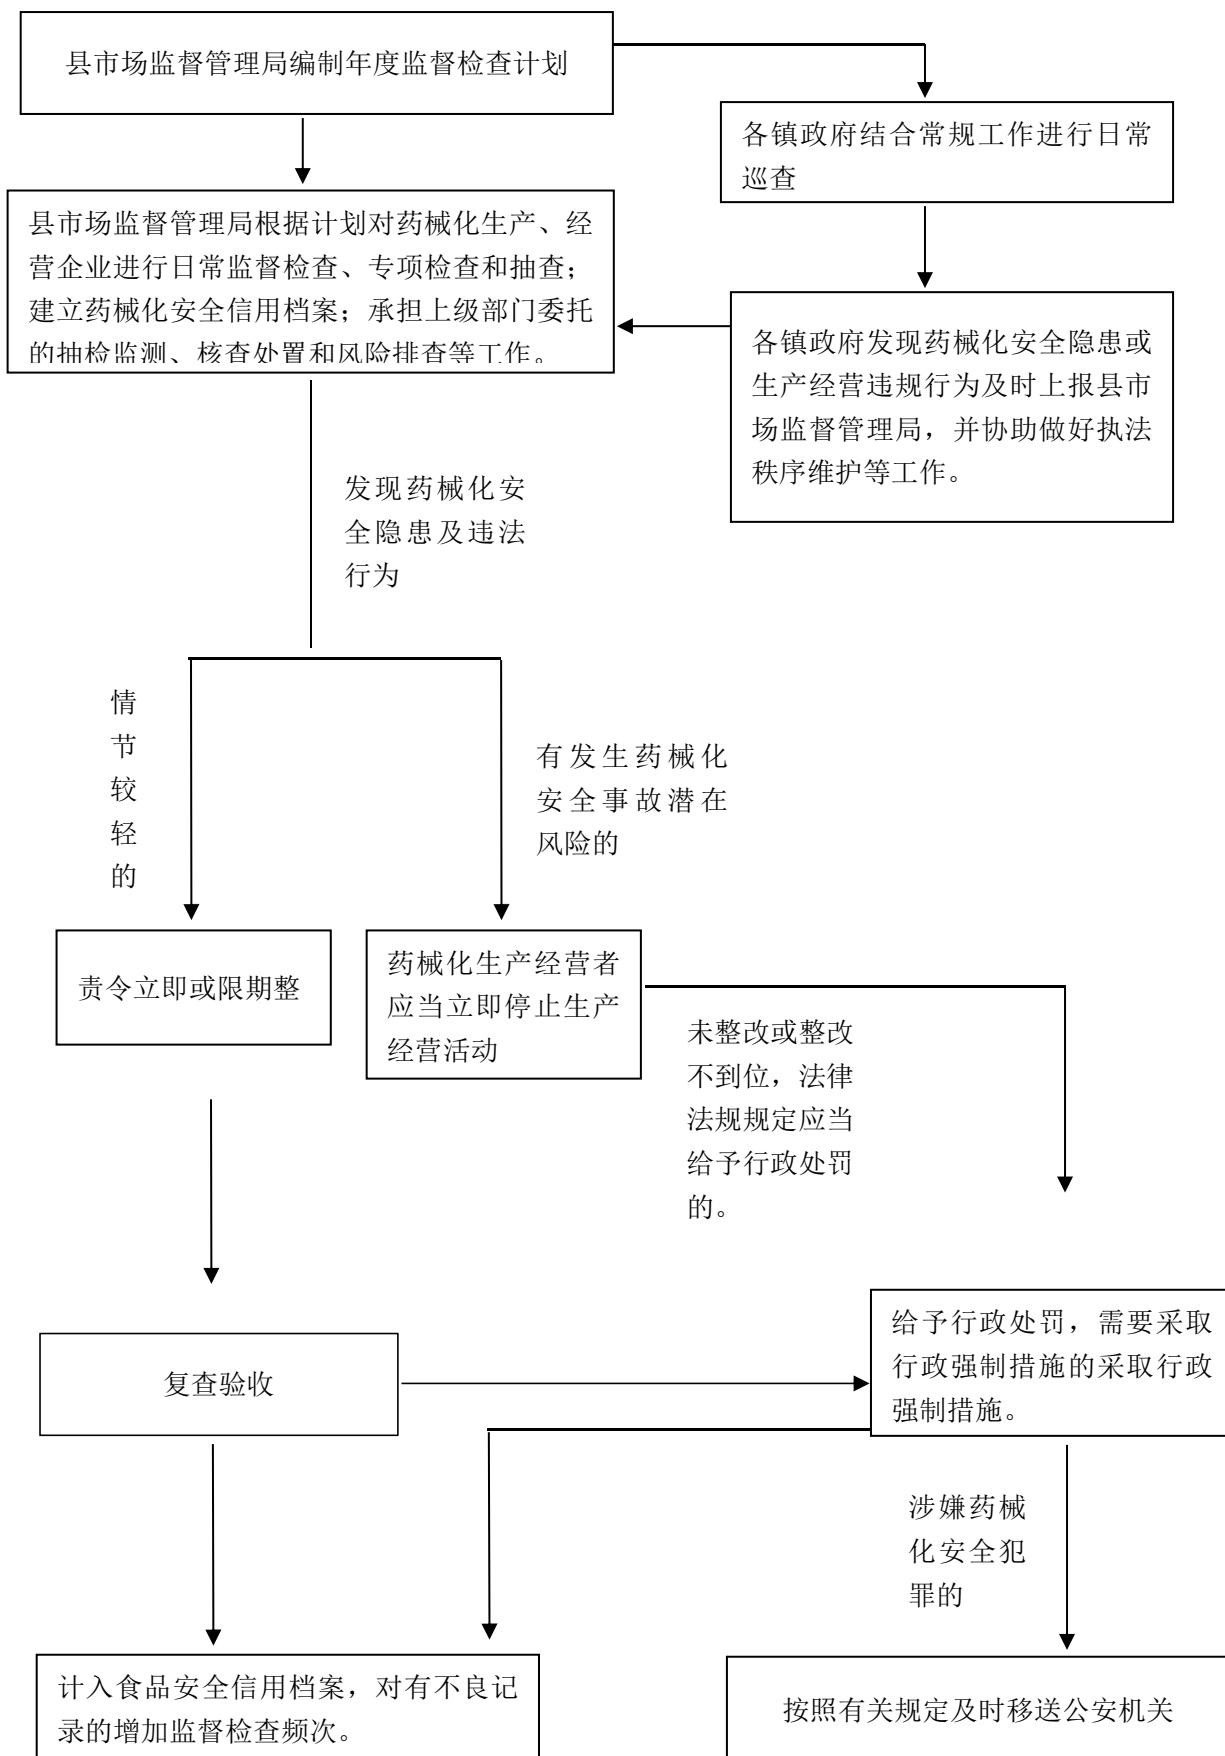 县市场监督管理局编制年度监督检查计划
各镇政府结合常规工作进行日常
巡查
县市场监督管理局根据计划对药械化生产、经
营企业进行日常监督检查、专项检查和抽查；
建立药械化安全信用档案；承担上级部门委托
的抽检监测、核查处置和风险排查等工作。
各镇政府发现药械化安全隐患或
生产经营违规行为及时上报县市
场监督管理局，并协助做好执法
秩序维护等工作。
发现药械化安
全隐患及违法
行为
情
节
较
轻
的
有发生药械化
安全事故潜在
风险的
责令立即或限期整
药械化生产经营者
应当立即停止生产
经营活动
未整改或整改
不到位，法律
法规规定应当
给予行政处罚
的。
复查验收
给予行政处罚，需要采取
行政强制措施的采取行政
强制措施。
涉嫌药械
化安全犯
罪的
计入食品安全信用档案，对有不良记
录的增加监督检查频次。
按照有关规定及时移送公安机关